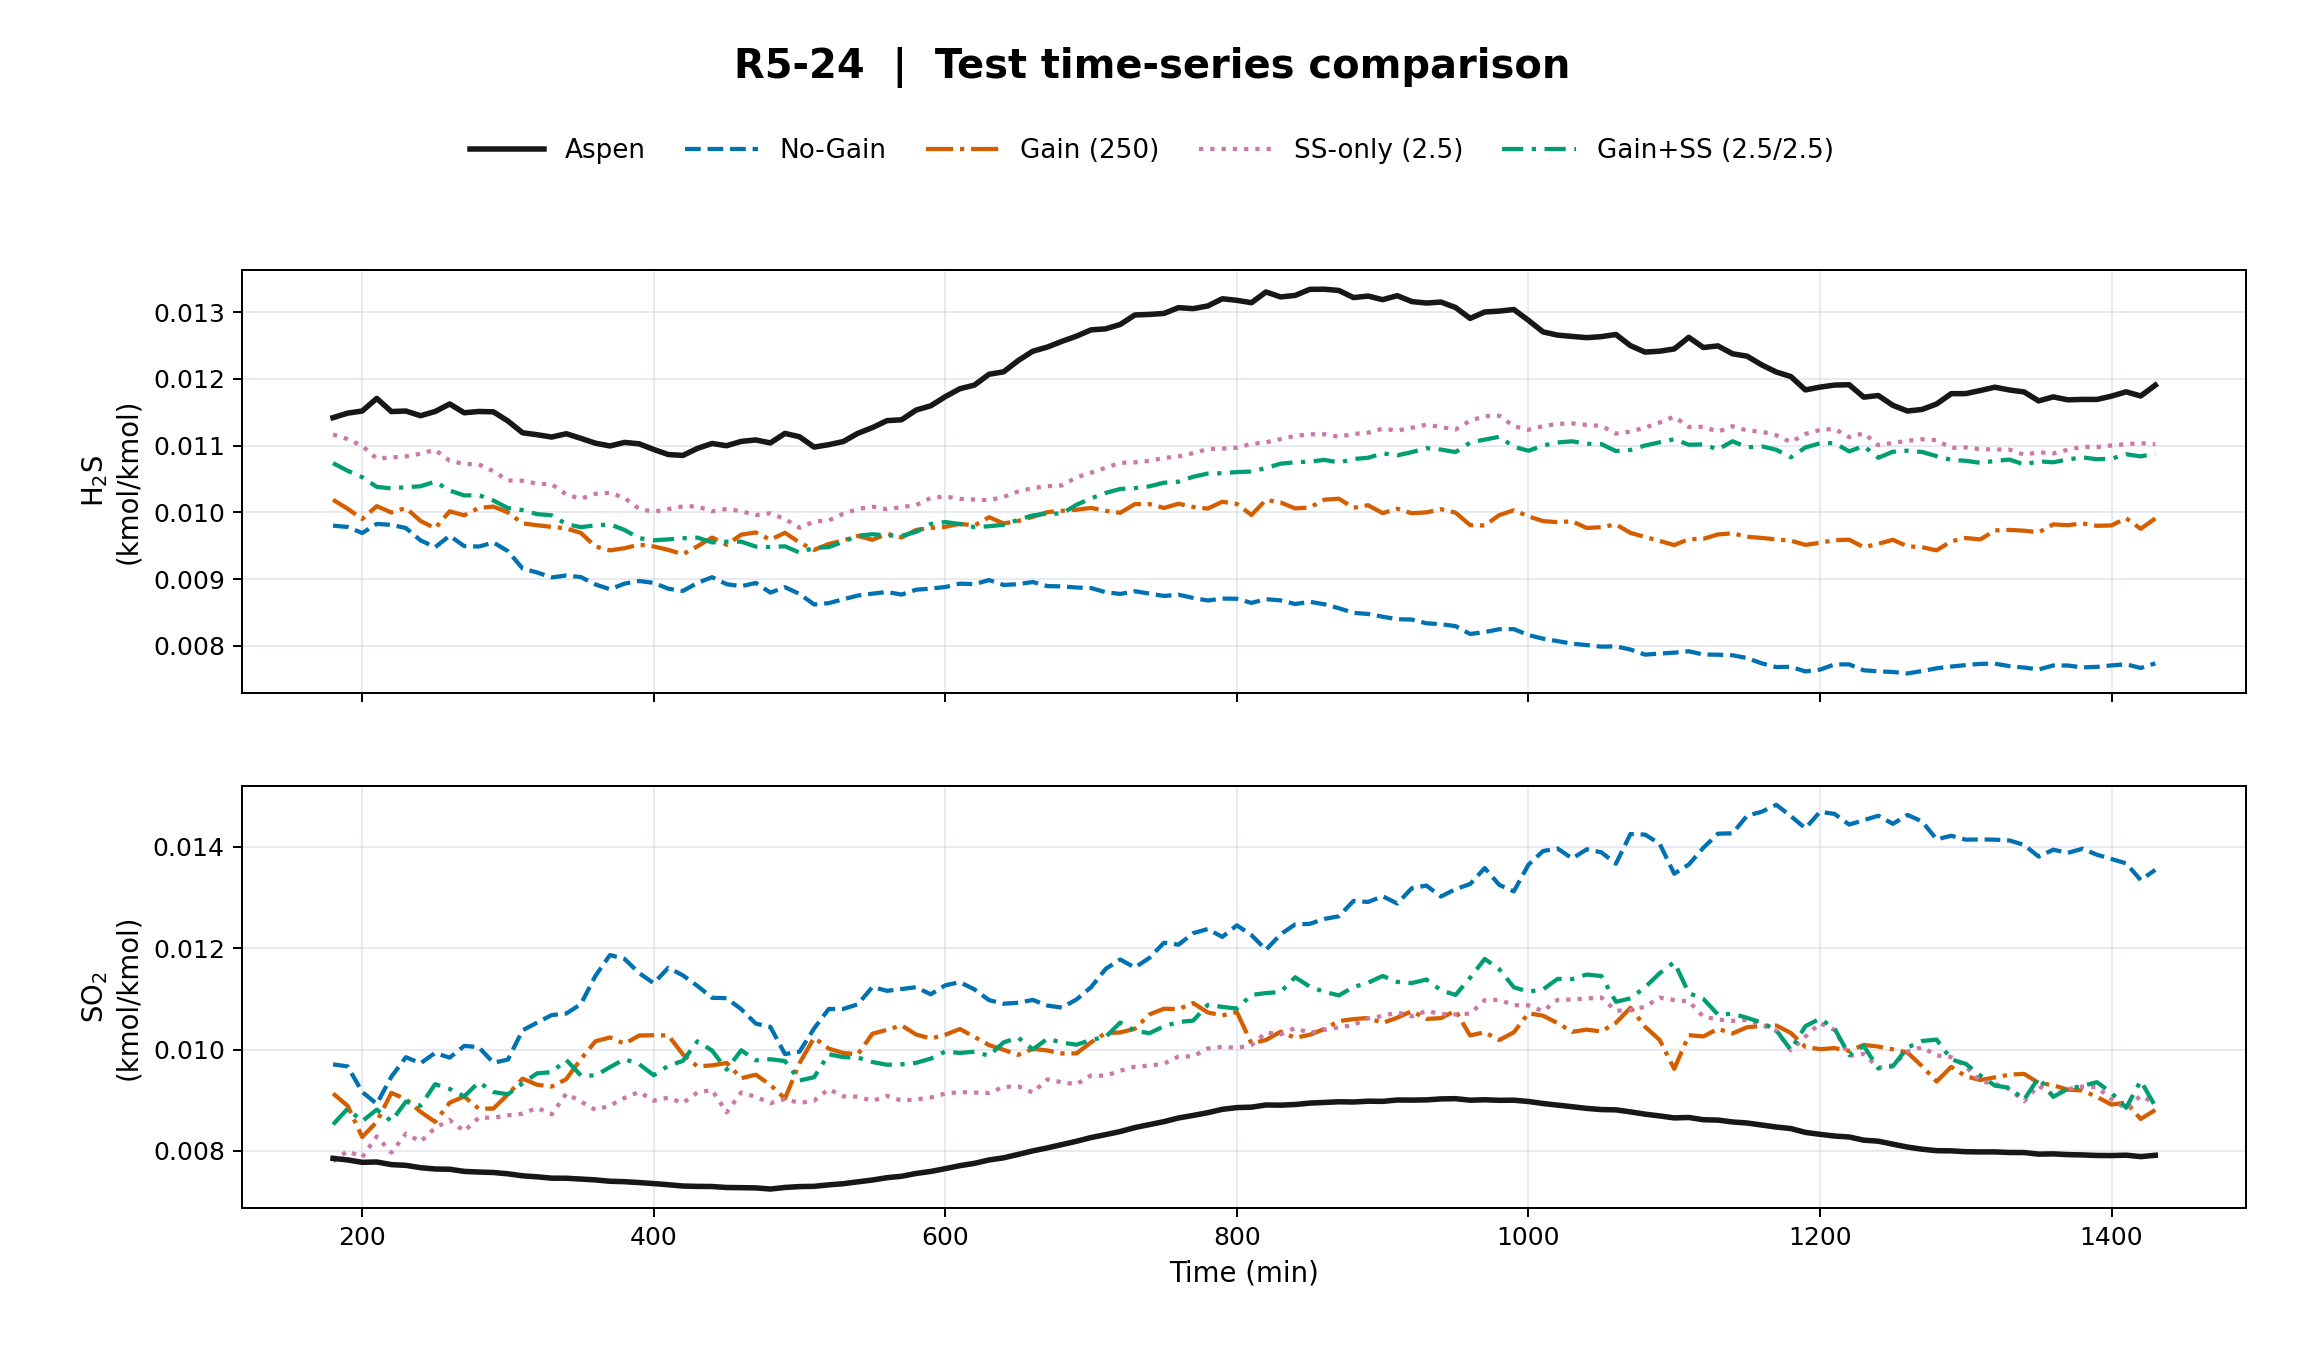 R5-24 | Test time-series comparison
Aspen No-Gain Gain (250) SS-only (2.5) Gain+SS (2.5/2.5)
H₂S
(kmol/kmol)
0.013
0.012
0.011
0.010
0.009
0.008
SO₂
(kmol/kmol)
0.014
0.012
0.010
0.008
200 400 600 800 1000 1200 1400
Time (min)